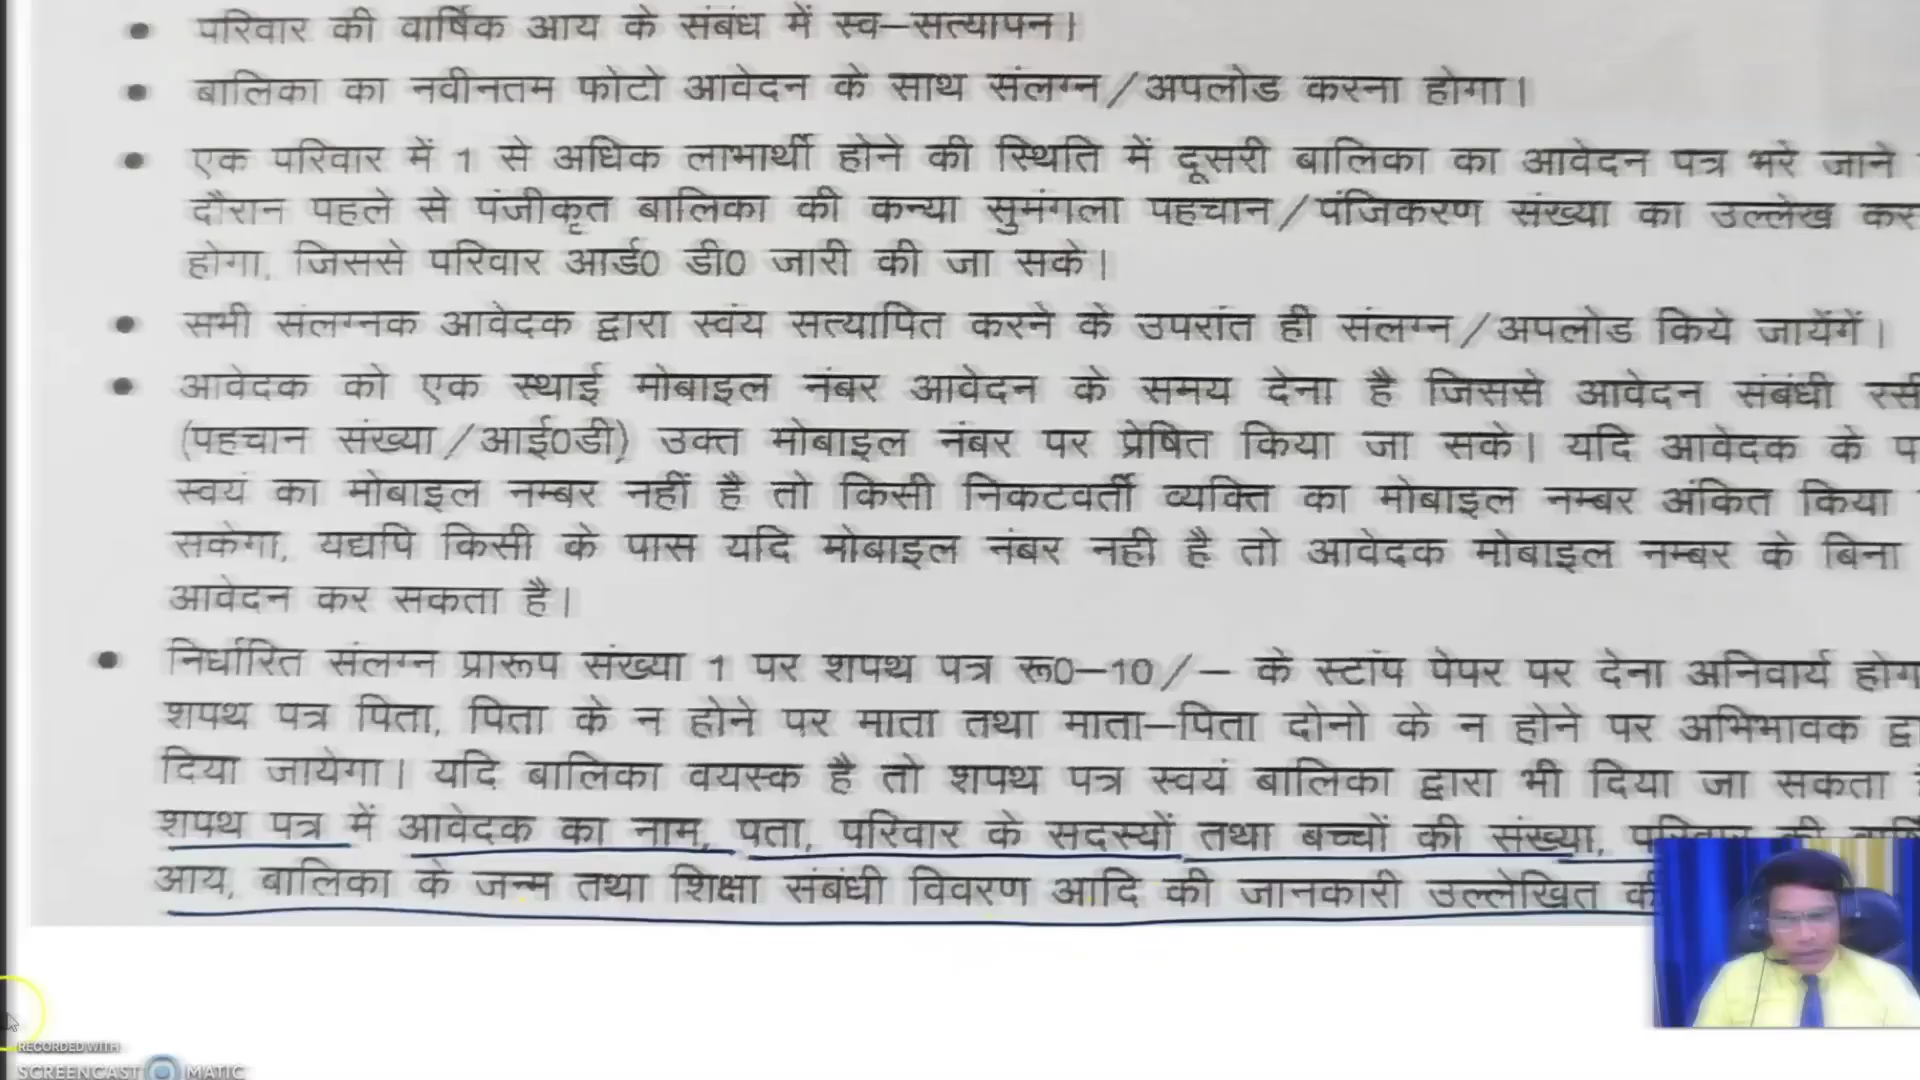 परिवार की वार्षिक आय के संबंध में स्व–सत्यापन।
बालिका का नवीनतम फोटो आवेदन के साथ संलग्न/अपलोड करना होगा।
एक परिवार में 1 से अधिक लाभार्थी होने की स्थिति में दूसरी बालिका का आवेदन पत्र भरे जाने
दौरान पहले से पंजीकृत बालिका की कन्या सुमंगला पहचान/पंजिकरण संख्या का उल्लेख कर
होगा, जिससे परिवार आई0 डी0 जारी की जा सके।
सभी संलग्नक आवेदक द्वारा स्वंय सत्यापित करने के उपरांत ही संलग्न/अपलोड किये जायेंगें।
आवेदक को एक स्थाई मोबाइल नंबर आवेदन के समय देना है जिससे आवेदन संबंधी
(पहचान संख्या/आई0डी) उक्त मोबाइल नंबर पर प्रेषित किया जा सके। यदि आवेदक के
स्वयं का मोबाइल नम्बर नहीं है तो किसी निकटवर्ती व्यक्ति का मोबाइल नम्बर अंकित किया
सकेगा, यद्यपि किसी के पास यदि मोबाइल नंबर नही है तो आवेदक मोबाइल नम्बर के बिना
आवेदन कर सकता है।
निर्धारित संलग्न प्रारूप संख्या 1 पर शपथ पत्र रू0–10/– के स्टांप पेपर पर देना अनिवार्य होग
शपथ पत्र पिता, पिता के न होने पर माता तथा माता–पिता दोनो के न होने पर अभिभावक द्वा
दिया जायेगा। यदि बालिका वयस्क है तो शपथ पत्र स्वयं बालिका द्वारा भी दिया जा सकता
शपथ पत्र में आवेदक का नाम, पता, परिवार के सदस्यों तथा बच्चों की संख्या, परिवार की
आय, बालिका के जन्म तथा शिक्षा संबंधी विवरण आदि की जानकारी उल्लेखित की
RECORDED WITH
SCREENCAST MATIC